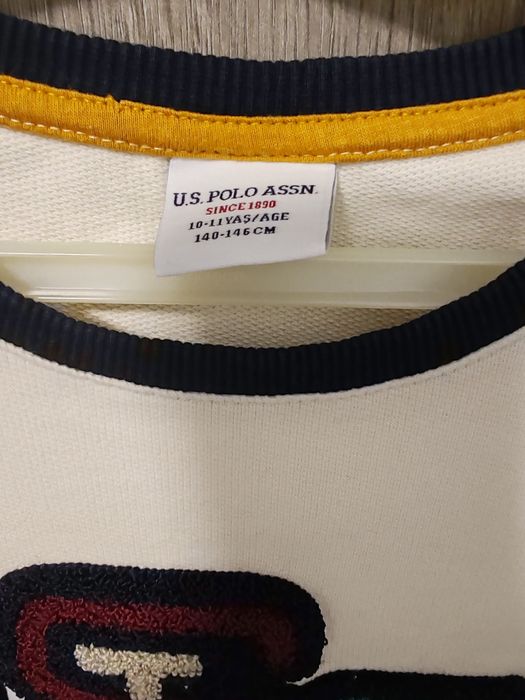 U.S. POLO ASSN.
SINCE 1890
10-11 YAŞ/AGE
140-146 CM